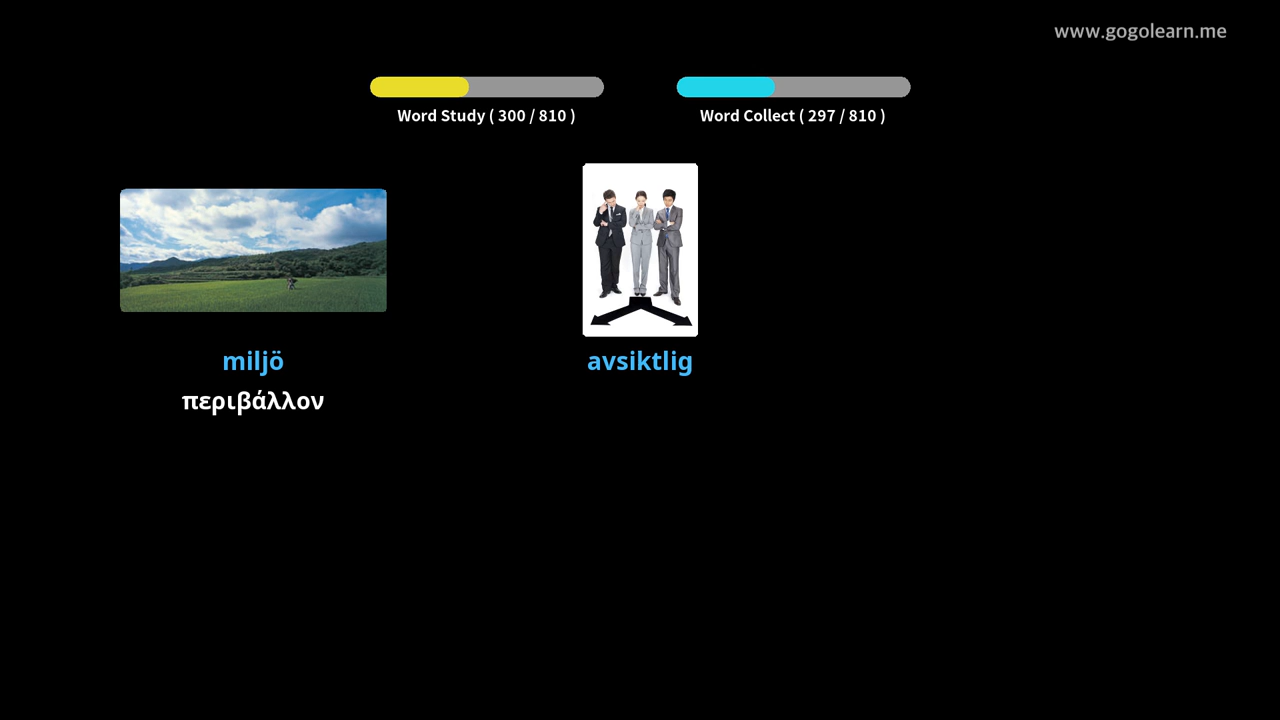 www.gogolearn.me
Word Study ( 300 / 810 )
Word Collect ( 297 / 810 )
miljö
περιβάλλον
avsiktlig